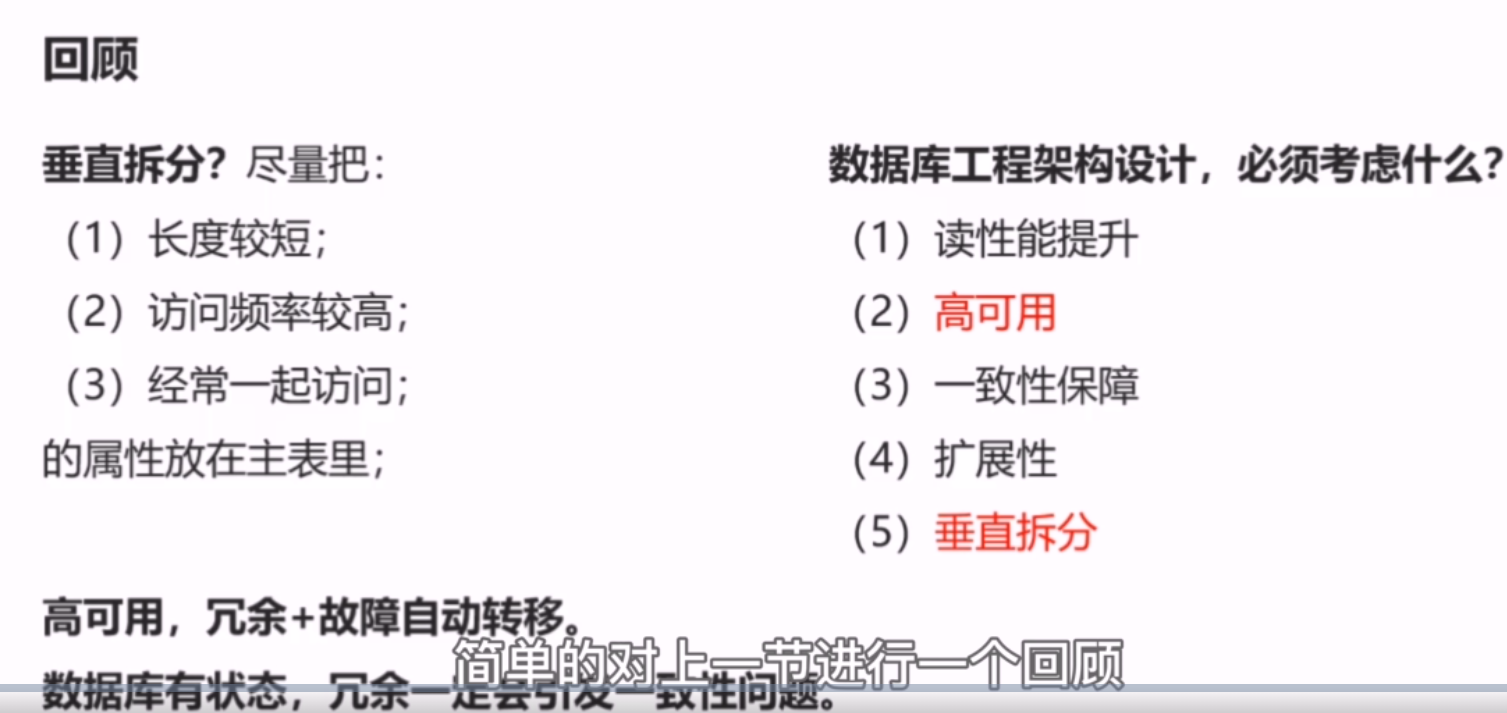 回顾
垂直拆分？尽量把：
（1）长度较短；
（2）访问频率较高；
（3）经常一起访问；
的属性放在主表里；
数据库工程架构设计，必须考虑什么？
（1）读性能提升
（2）高可用
（3）一致性保障
（4）扩展性
（5）垂直拆分
高可用，冗余+故障自动转移。
数据库有状态，冗余一定会引发一致性问题。
简单的对上一节进行一个回顾